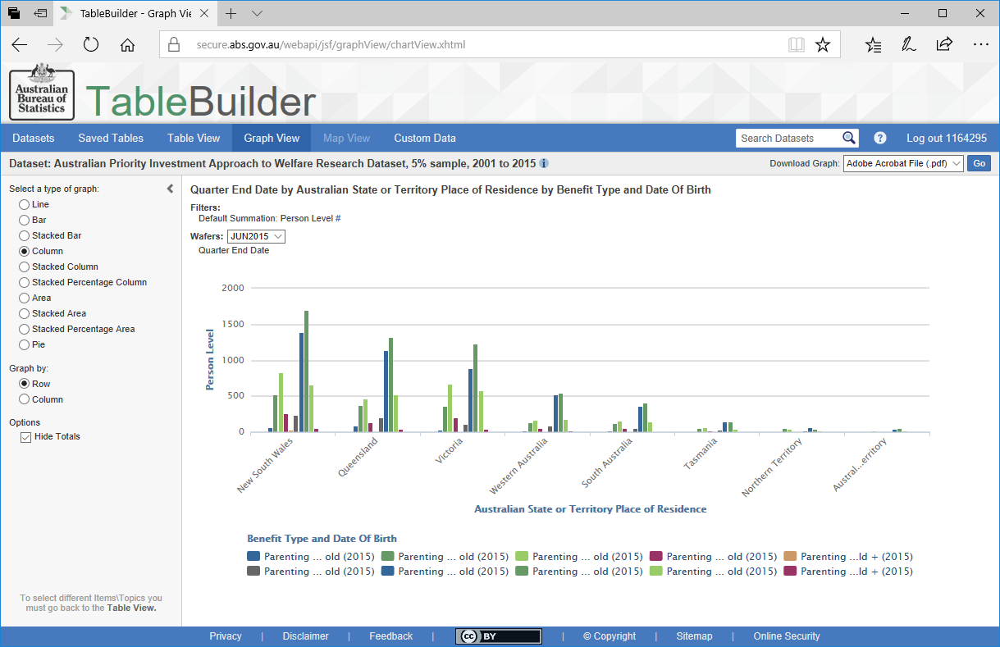 TableBuilder - Graph Vie
secure.abs.gov.au/webapi/jsf/graphView/chartView.xhtml
Australian
Bureau of
Statistics
TableBuilder
Datasets Saved Tables Table View Graph View Map View Custom Data Search Datasets ? Log out 1164295
Dataset: Australian Priority Investment Approach to Welfare Research Dataset, 5% sample, 2001 to 2015 i Download Graph: Adobe Acrobat File (.pdf) Go
Select a type of graph:
Line
Bar
Stacked Bar
Column
Stacked Column
Stacked Percentage Column
Area
Stacked Area
Stacked Percentage Area
Pie
Graph by:
Row
Column
Options
Hide Totals
To select different Items\Topics you
must go back to the Table View.
Quarter End Date by Australian State or Territory Place of Residence by Benefit Type and Date Of Birth
Filters:
Default Summation: Person Level #
Wafers: JUN2015
Quarter End Date
Person Level
2000
1500
1000
500
0
New South Wales
Queensland
Victoria
Western Australia
South Australia
Tasmania
Northern Territory
Austral...erritory
Australian State or Territory Place of Residence
Benefit Type and Date Of Birth
Parenting ... old (2015) Parenting ... old (2015) Parenting ... old (2015) Parenting ... old (2015) Parenting ...ld + (2015)
Parenting ... old (2015) Parenting ... old (2015) Parenting ... old (2015) Parenting ... old (2015) Parenting ...ld + (2015)
Privacy | Disclaimer | Feedback | cc BY | © Copyright | Sitemap | Online Security